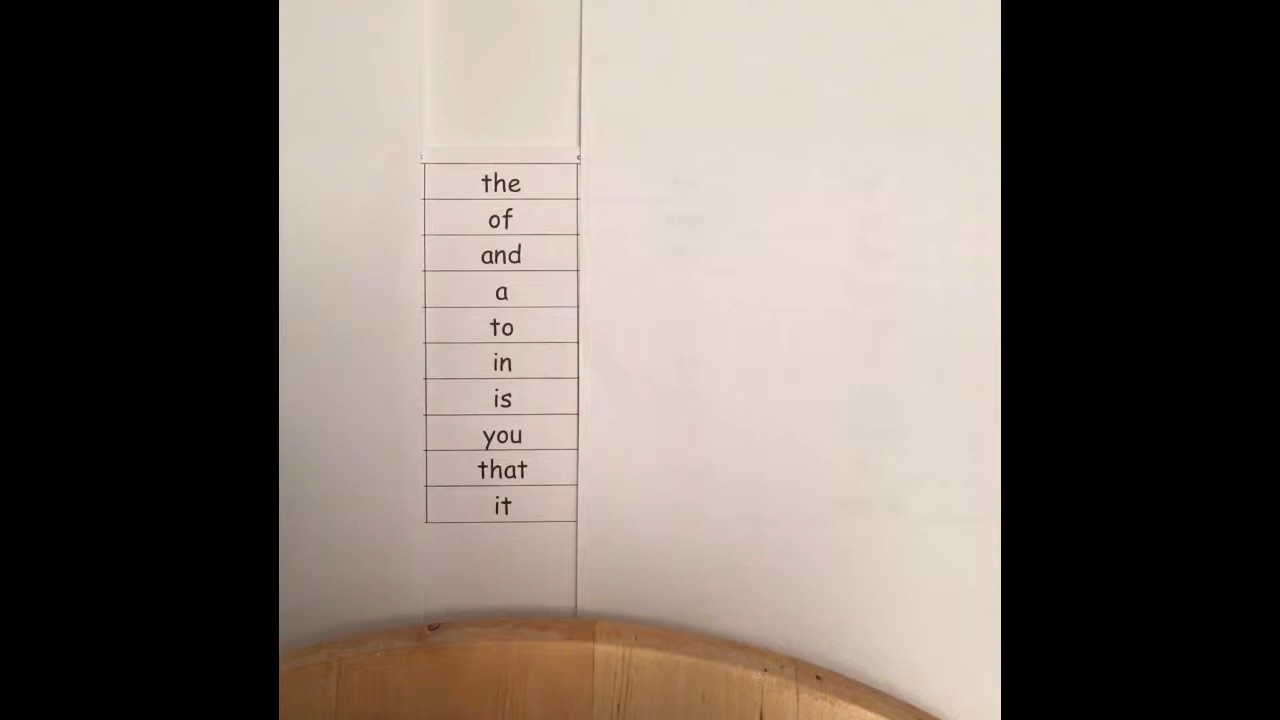 the
of
and
a
to
in
is
you
that
it